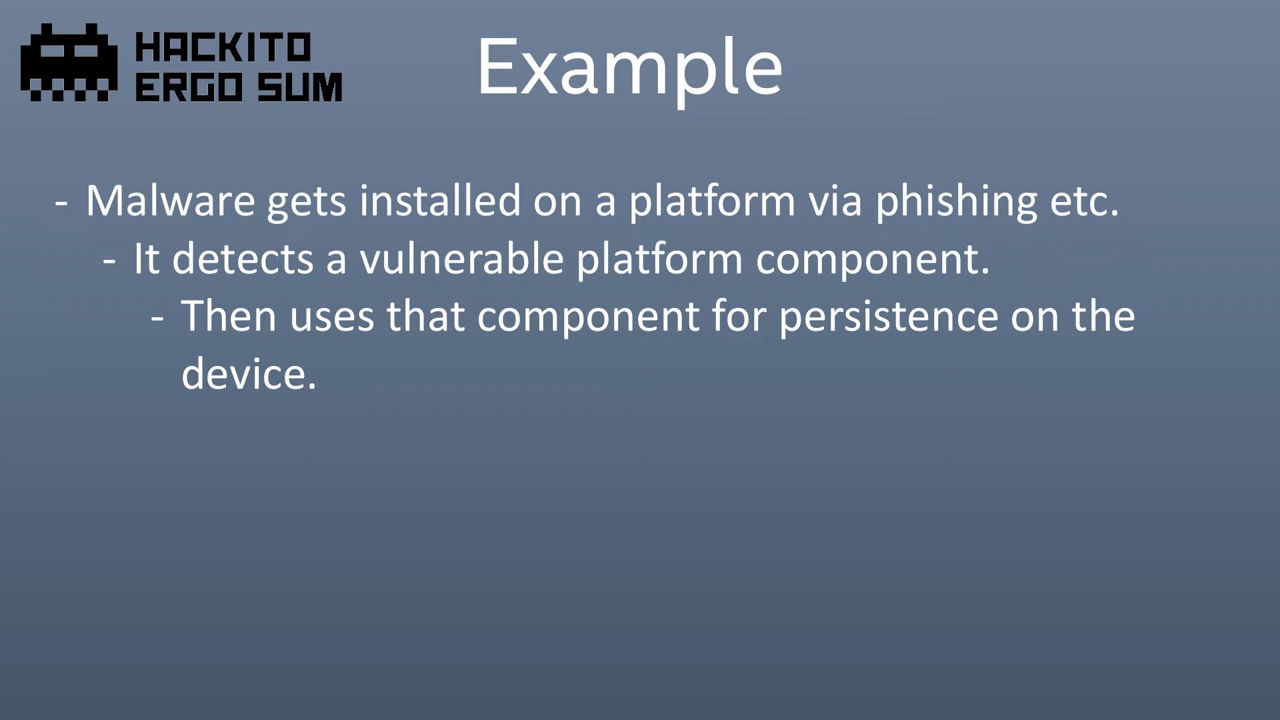 HACKITO
ERGO SUM
Example
- Malware gets installed on a platform via phishing etc.
- It detects a vulnerable platform component.
- Then uses that component for persistence on the
device.